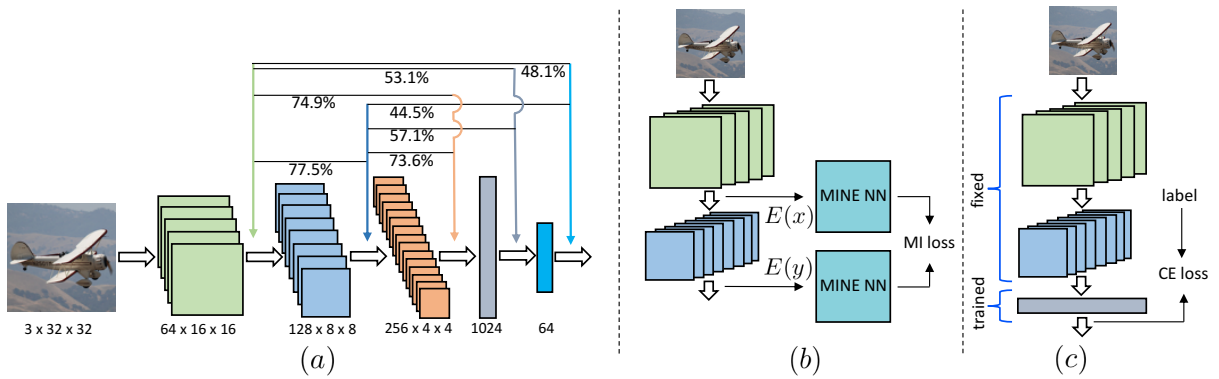 48.1%
53.1%
74.9%
44.5%
57.1%
73.6%
77.5%
3 x 32 x 32
64 x 16 x 16
128 x 8 x 8
256 x 4 x 4
1024
64
(a)
E(x)
MINE NN
MI loss
E(y)
MINE NN
(b)
fixed
label
CE loss
trained
(c)